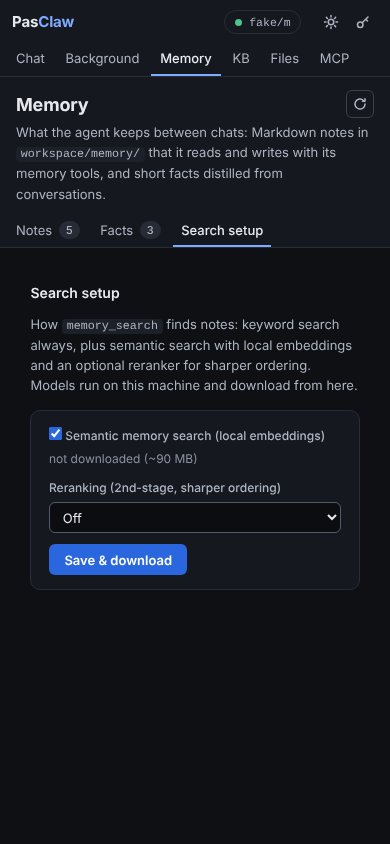 PasClaw
fake/m
Chat Background Memory KB Files MCP
Memory
What the agent keeps between chats: Markdown notes in
workspace/memory/ that it reads and writes with its
memory tools, and short facts distilled from
conversations.
Notes 5 Facts 3 Search setup
Search setup
How memory_search finds notes: keyword search
always, plus semantic search with local embeddings
and an optional reranker for sharper ordering.
Models run on this machine and download from here.
Semantic memory search (local embeddings)
not downloaded (~90 MB)
Reranking (2nd-stage, sharper ordering)
Off
Save & download